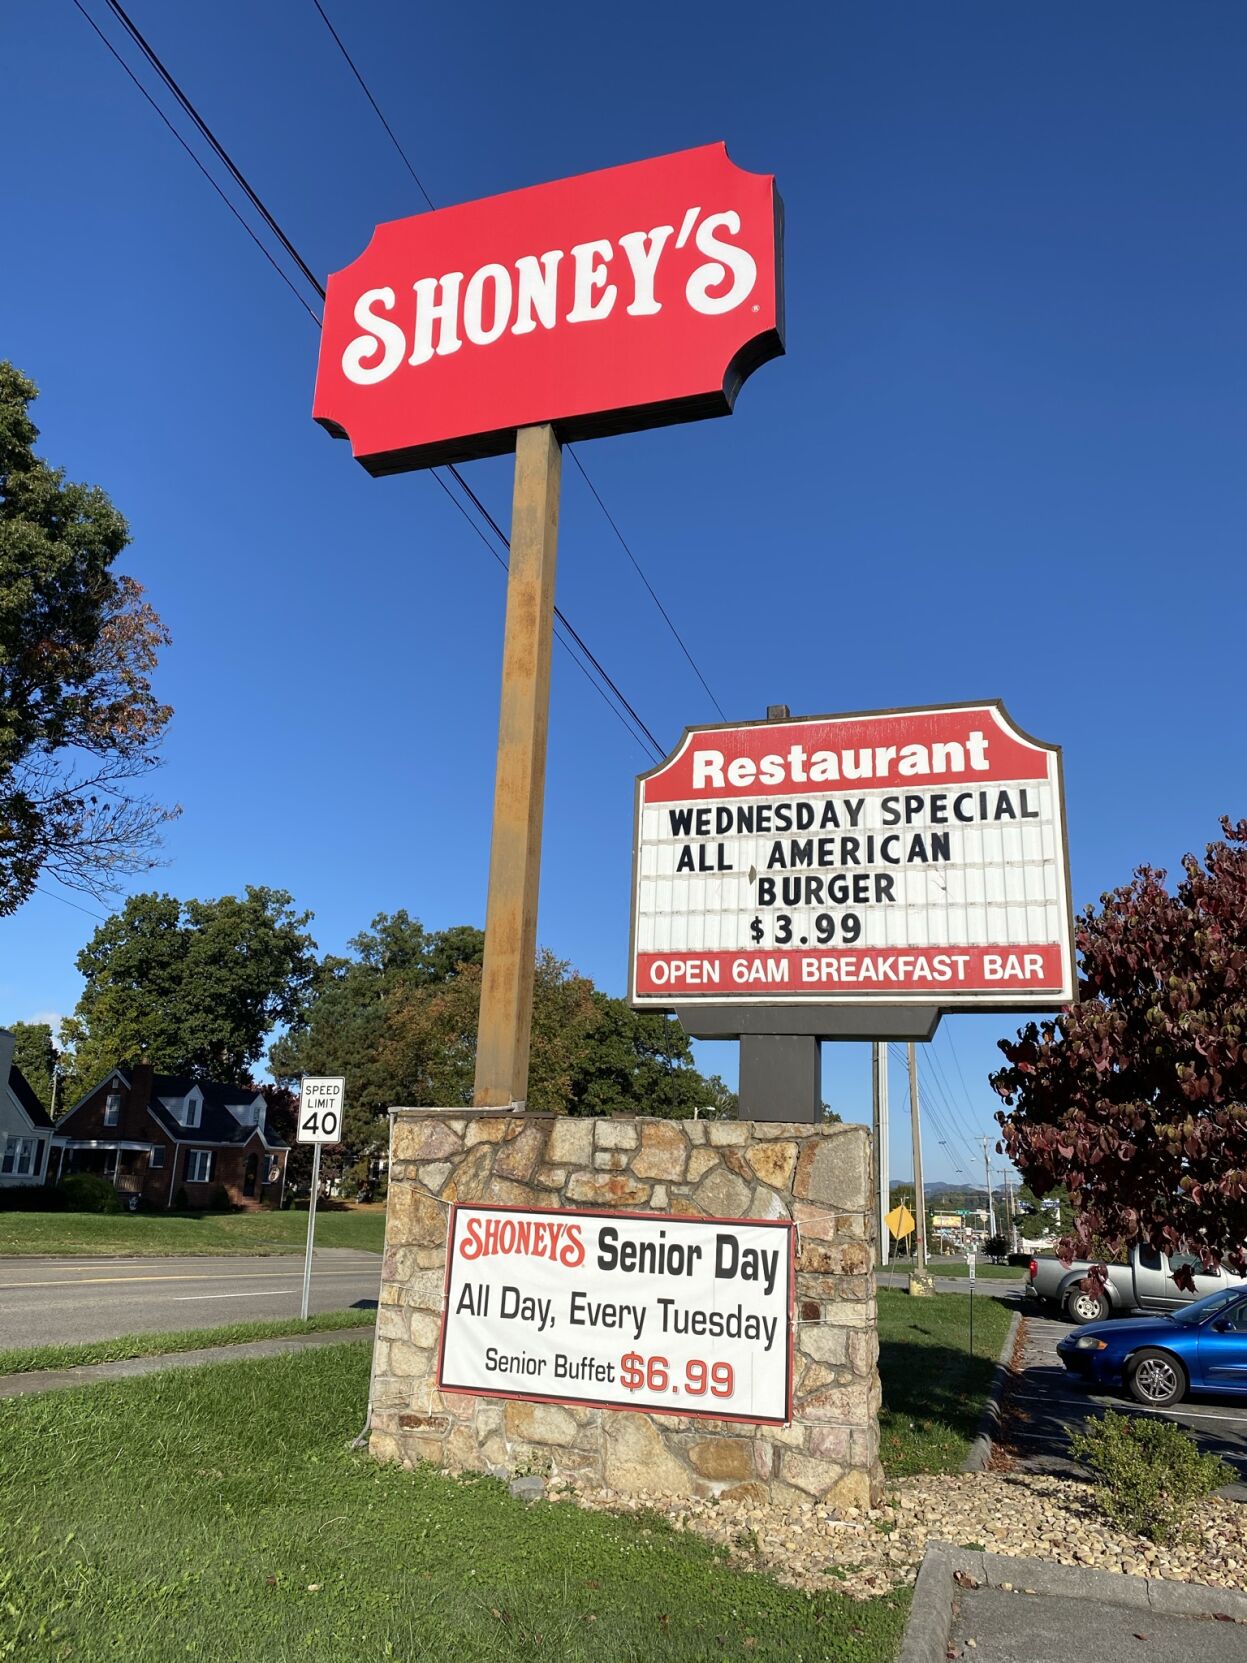 SHONEY'S
Restaurant
WEDNESDAY SPECIAL
ALL AMERICAN
BURGER
$3.99
OPEN 6AM BREAKFAST BAR
SPEED
LIMIT
40
SHONEY'S Senior Day
All Day, Every Tuesday
Senior Buffet $6.99